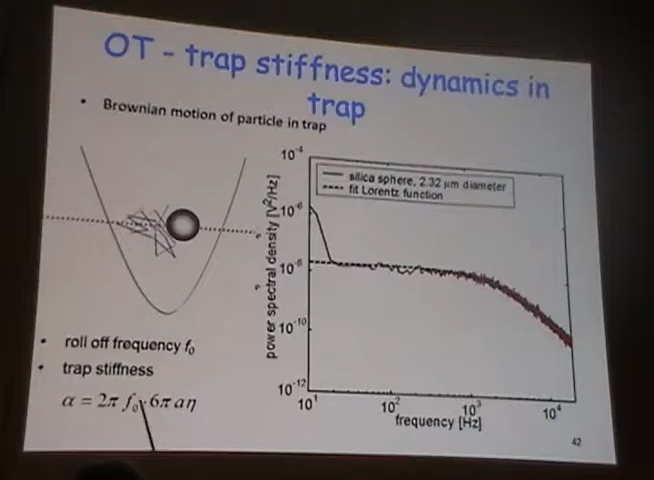 OT - trap stiffness: dynamics in
trap
• Brownian motion of particle in trap
silica sphere, 2.32 μm diameter
fit Lorentz function
power spectral density [V²/Hz]
10⁻⁴
10⁻⁶
10⁻⁸
10⁻¹⁰
10⁻¹²
10¹ 10² 10³ 10⁴
frequency [Hz]
• roll off frequency f₀
• trap stiffness
α = 2π f₀·6π aη
42